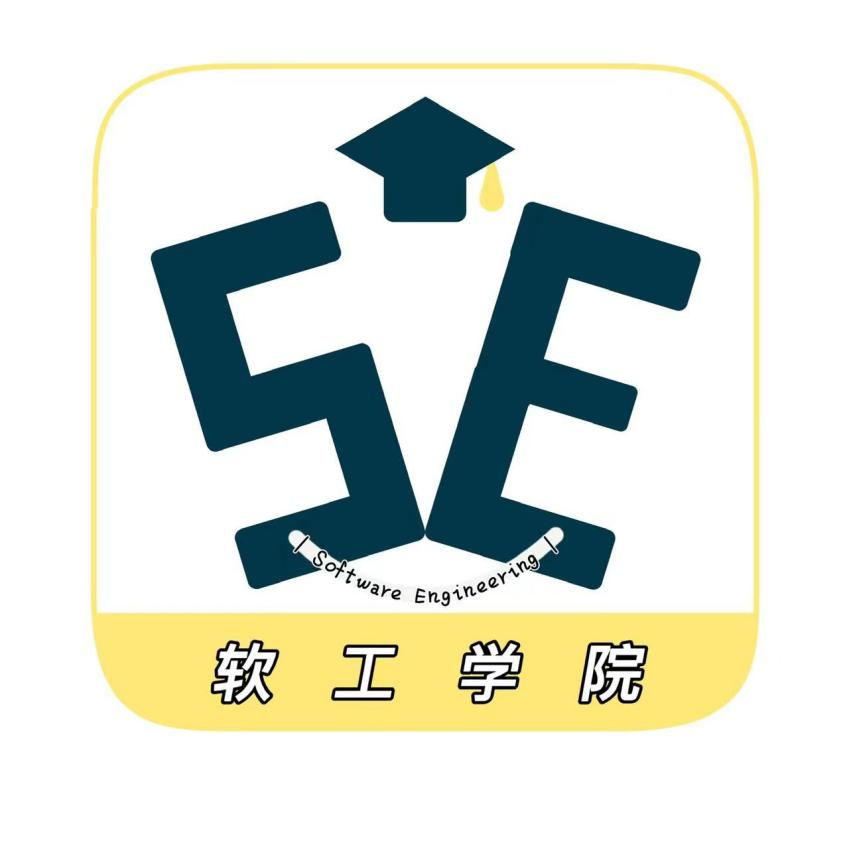 SE
Software Engineering
软工学院